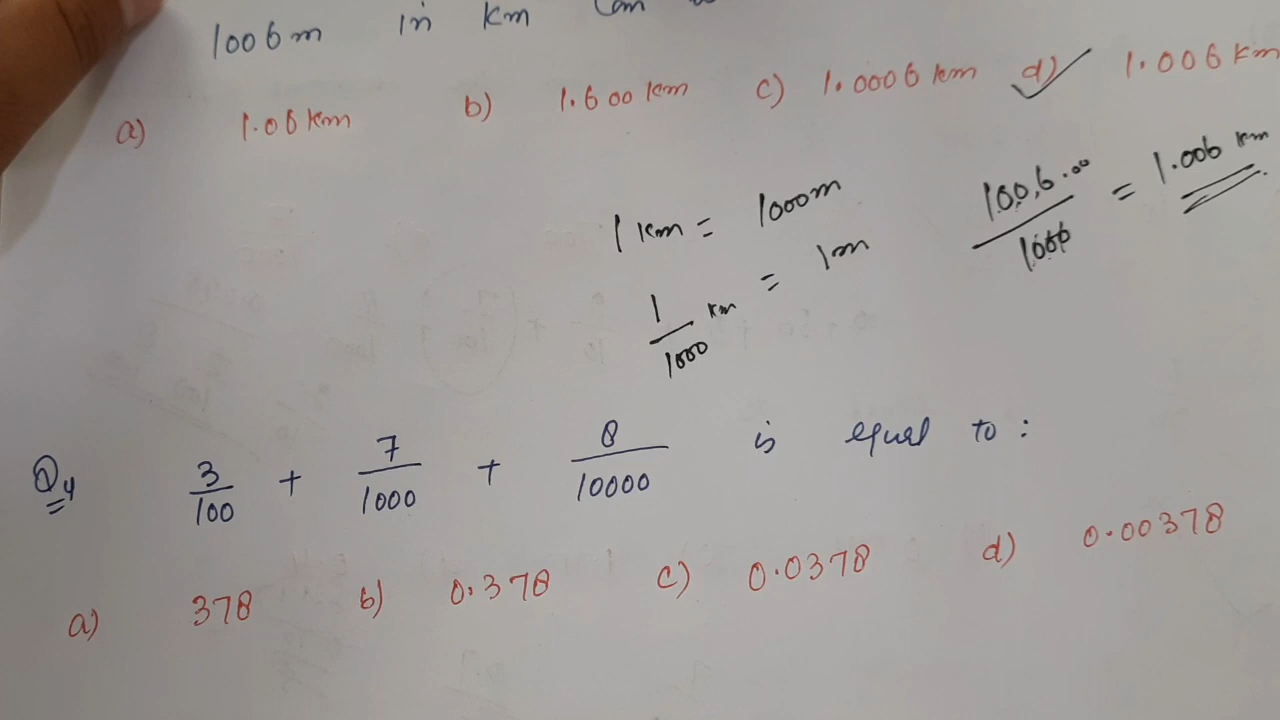 1006m in km can
a) 1.06km b) 1.600 km c) 1.0006 km d) ✓ 1.006 km
1 km = 1000m
1/1000 km = 1m
1006.00/1000 = 1.006 km
Q4 3/100 + 7/1000 + 8/10000 is equal to :
a) 378 b) 0.378 c) 0.0378 d) 0.00378